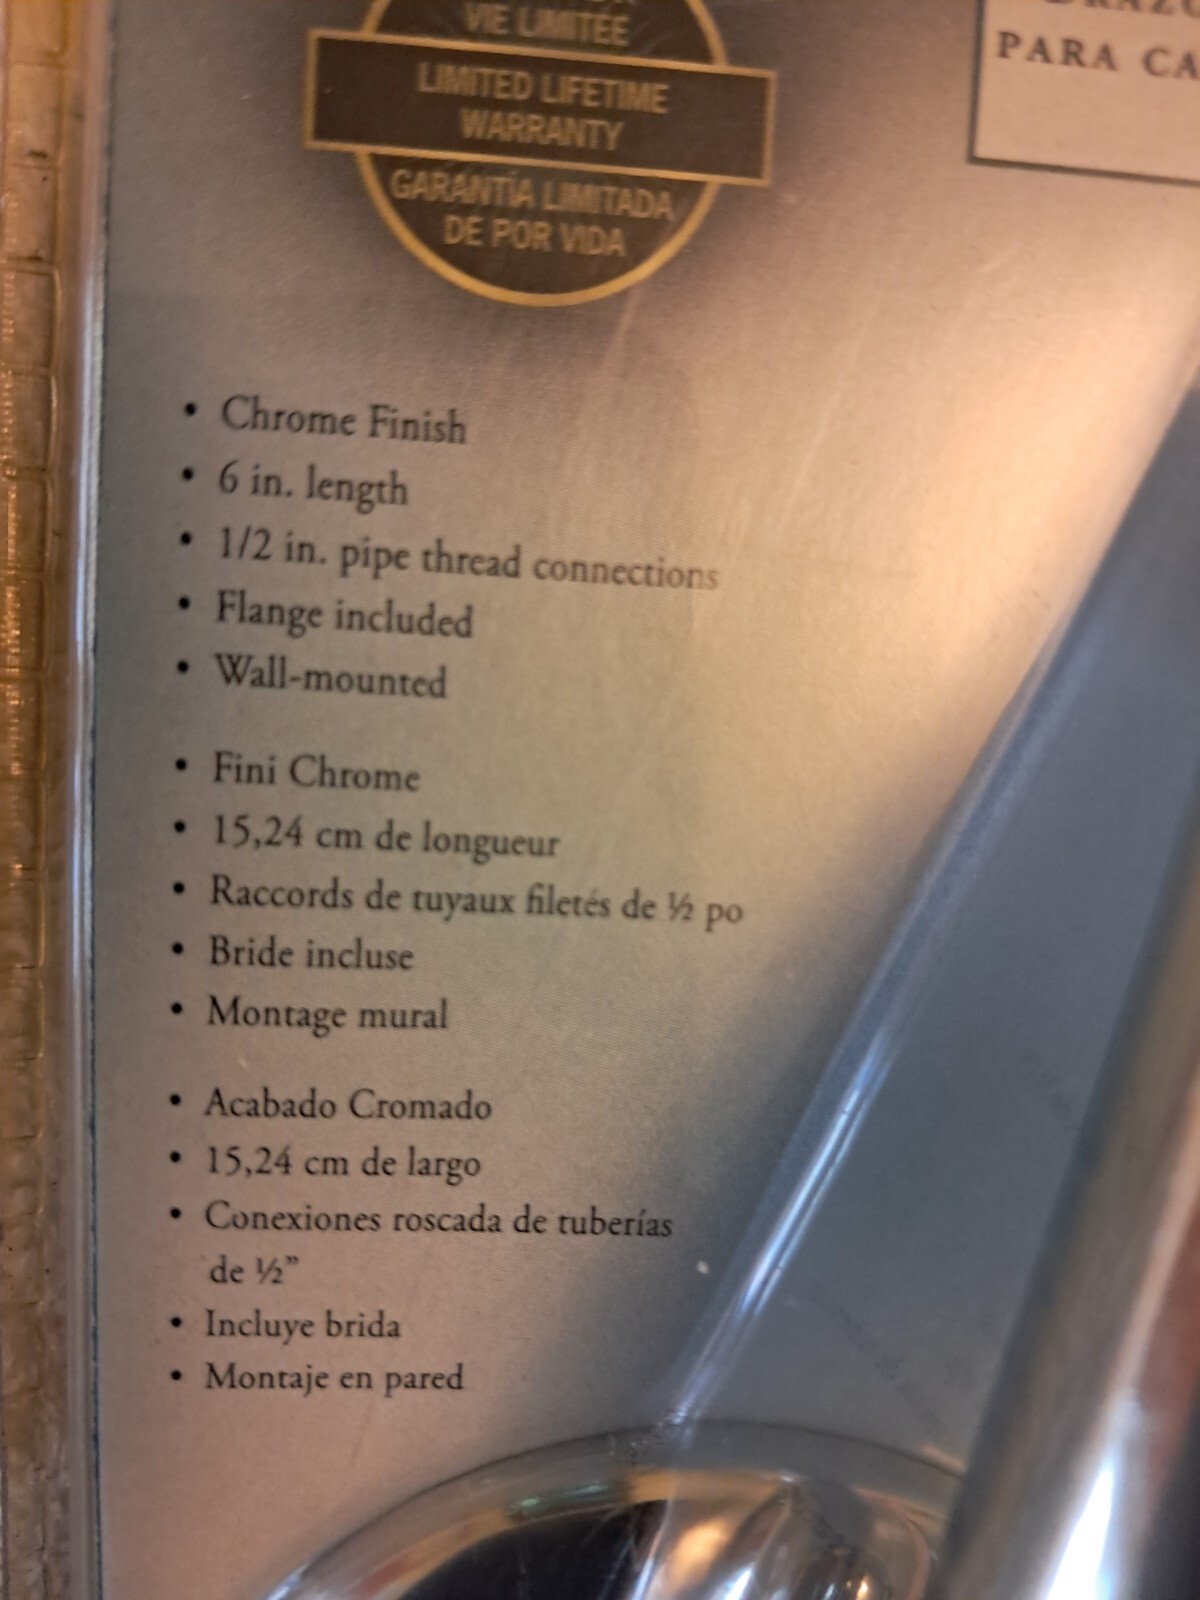 VIE LIMITÉE
LIMITED LIFETIME
WARRANTY
GARANTÍA LIMITADA
DE POR VIDA
PARA
• Chrome Finish
• 6 in. length
• 1/2 in. pipe thread connections
• Flange included
• Wall-mounted
• Fini Chrome
• 15,24 cm de longueur
• Raccords de tuyaux filetés de ½ po
• Bride incluse
• Montage mural
• Acabado Cromado
• 15,24 cm de largo
• Conexiones roscada de tuberías
de ½”
• Incluye brida
• Montaje en pared